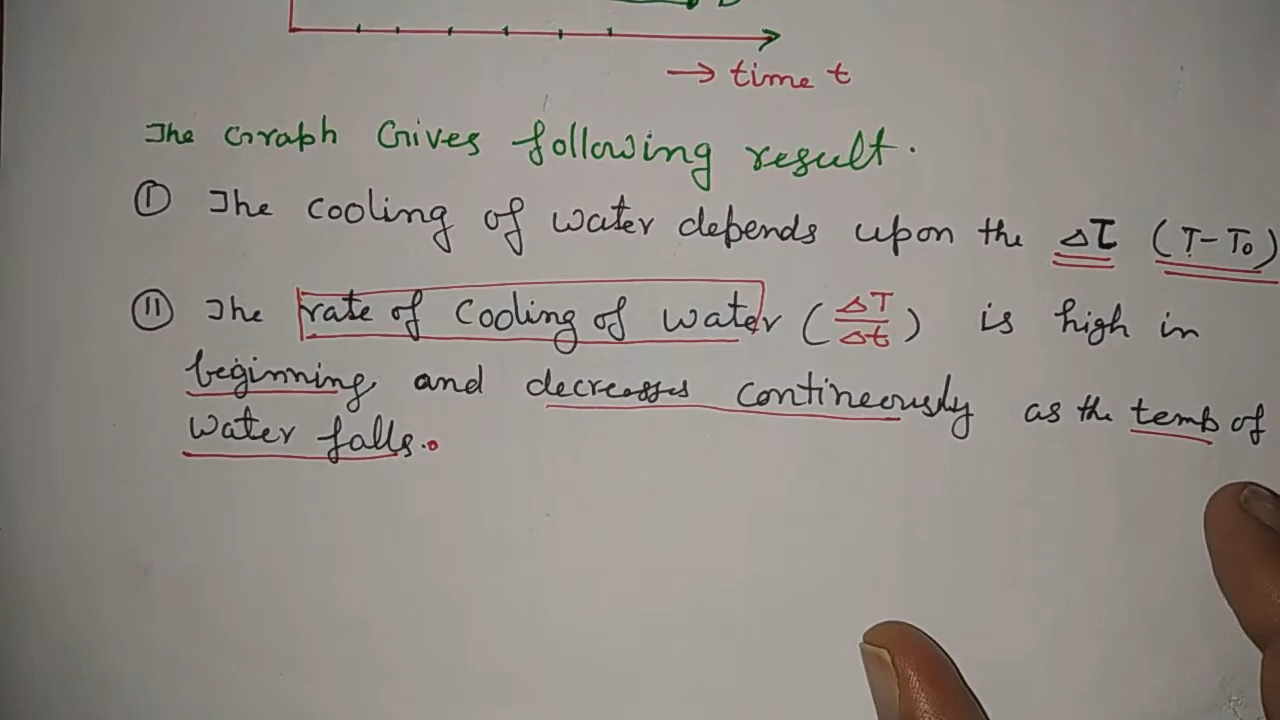 → time t
The Graph Gives following result.
I The cooling of water depends upon the ΔT (T-T₀)
II The rate of cooling of water (ΔT/Δt) is high in
beginning and decreases contineously as the temp of
water falls.